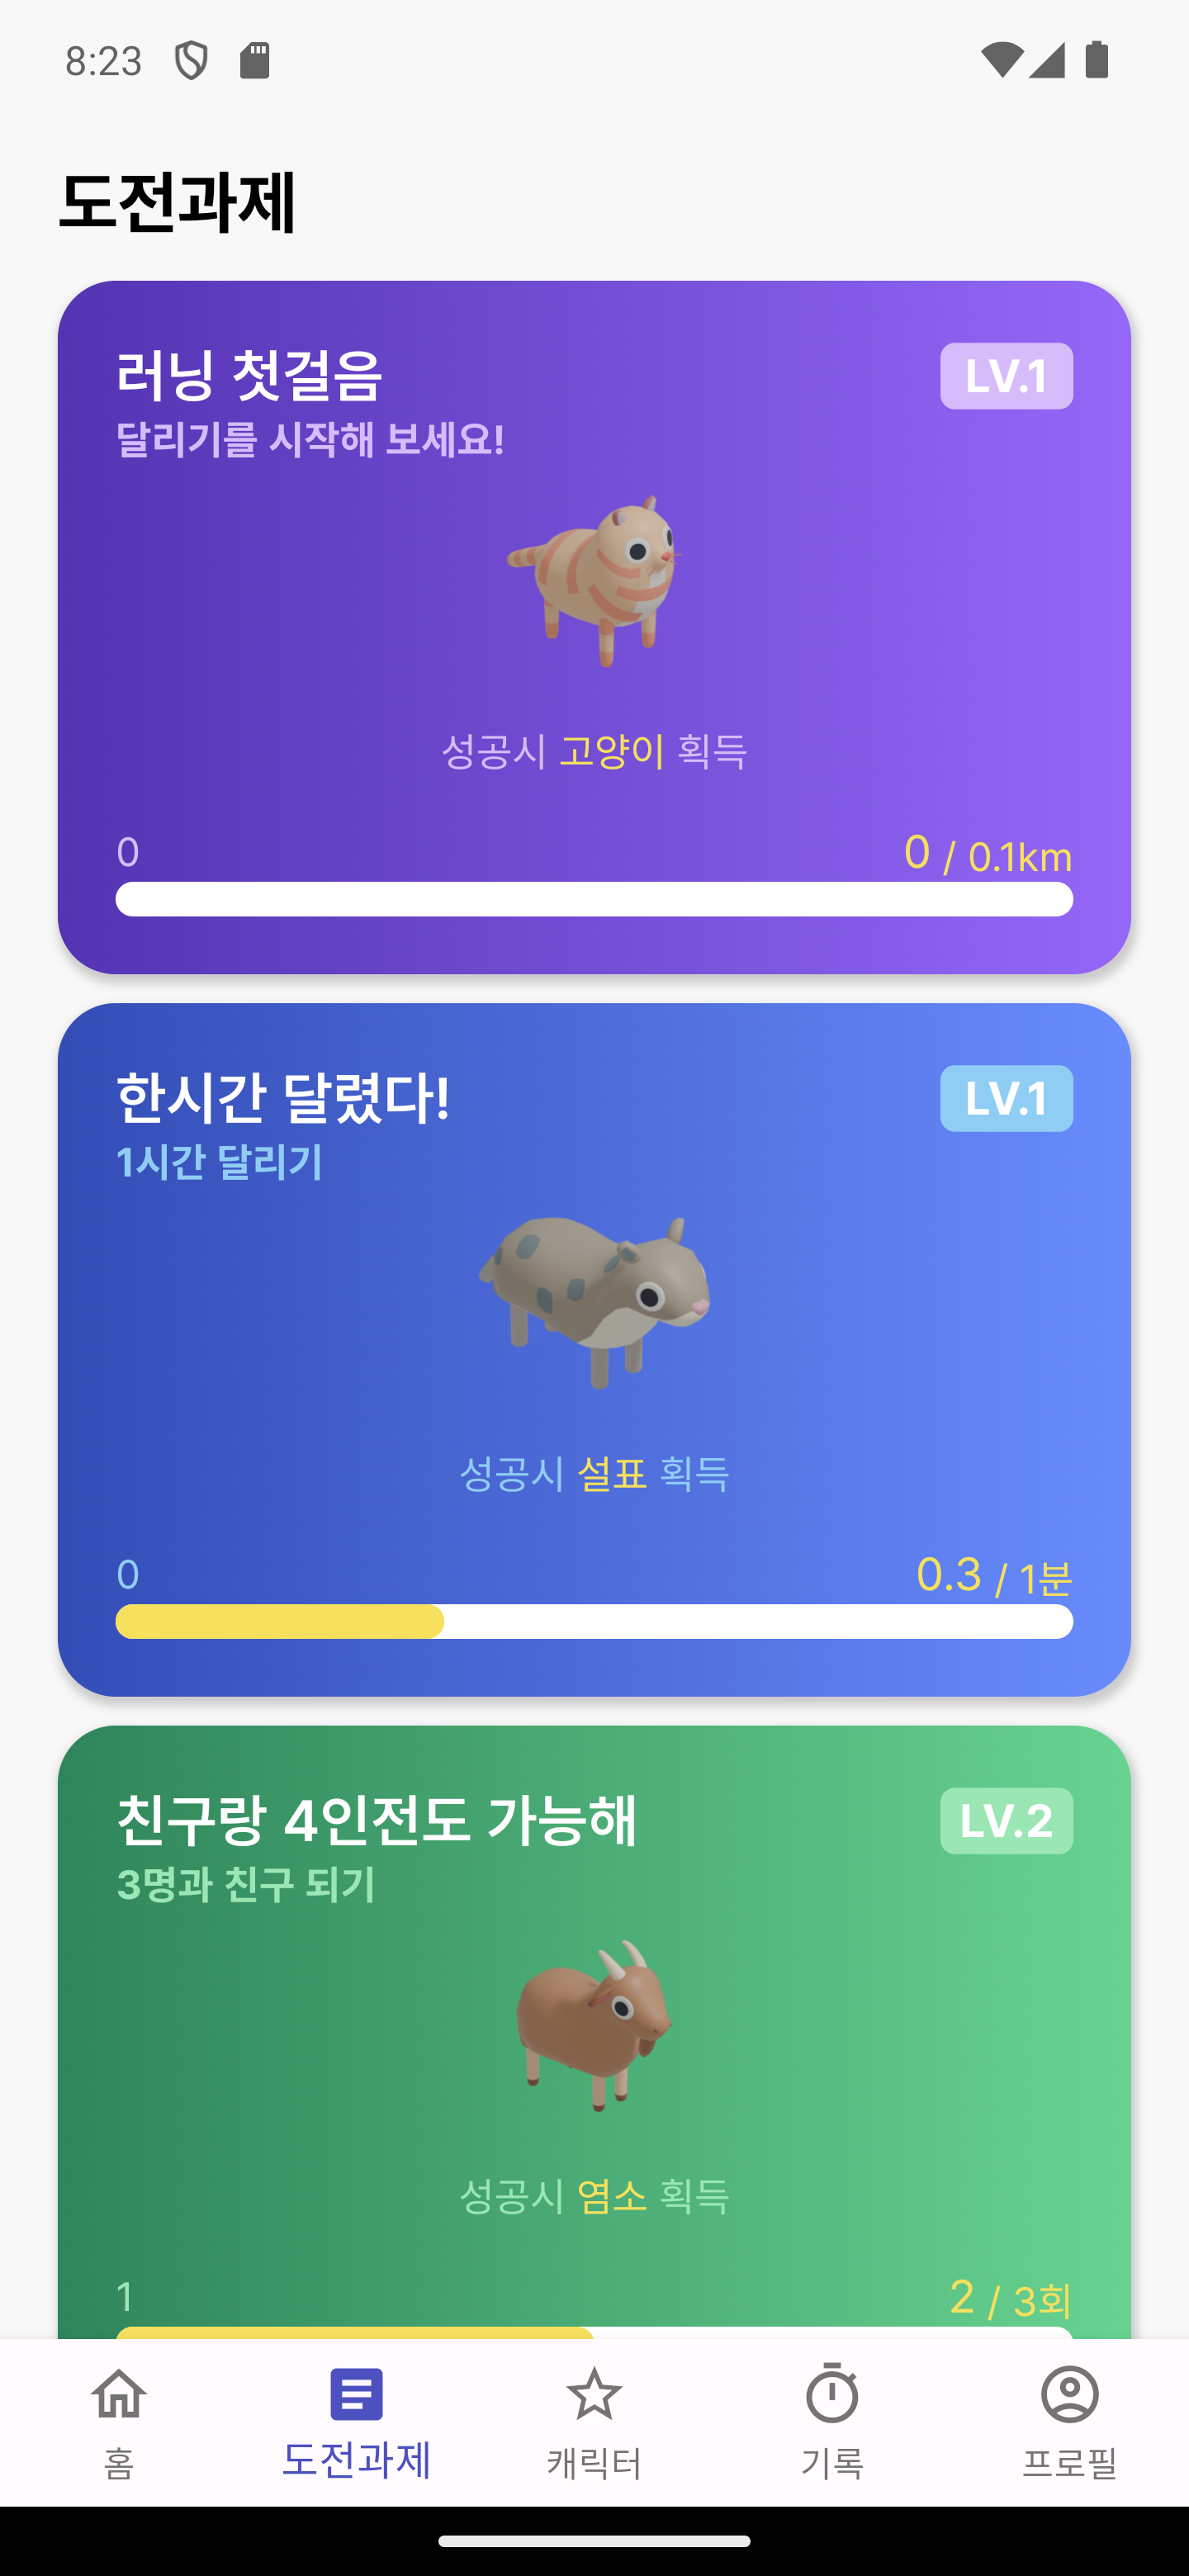 8:23
도전과제
러닝 첫걸음
LV.1
달리기를 시작해 보세요!
성공시 고양이 획득
0
0 / 0.1km
한시간 달렸다!
LV.1
1시간 달리기
성공시 설표 획득
0
0.3 / 1분
친구랑 4인전도 가능해
LV.2
3명과 친구 되기
성공시 염소 획득
1
2 / 3회
홈
도전과제
캐릭터
기록
프로필